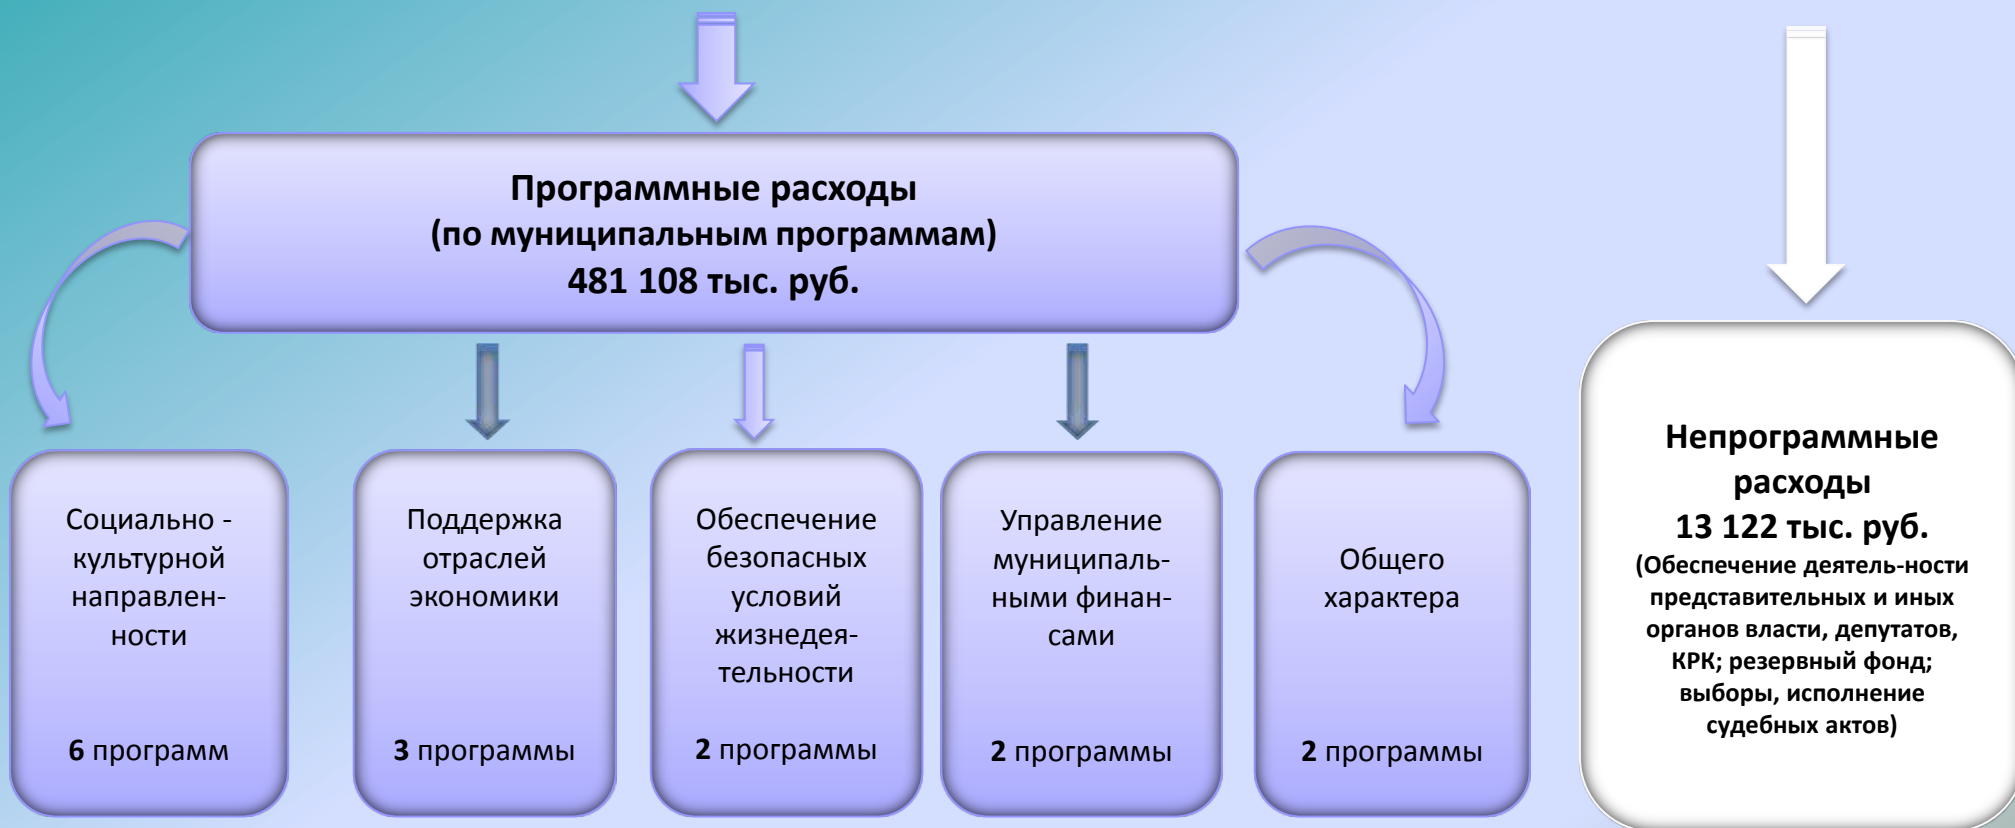 Программные расходы
(по муниципальным программам)
481 108 тыс. руб.
Социально -
культурной
направлен-
ности
6 программ
Поддержка
отраслей
экономики
3 программы
Обеспечение
безопасных
условий
жизнедея-
тельности
2 программы
Управление
муниципаль-
ными финан-
сами
2 программы
Общего
характера
2 программы
Непрограммные
расходы
13 122 тыс. руб.
(Обеспечение деятель-ности
представительных и иных
органов власти, депутатов,
КРК; резервный фонд;
выборы, исполнение
судебных актов)